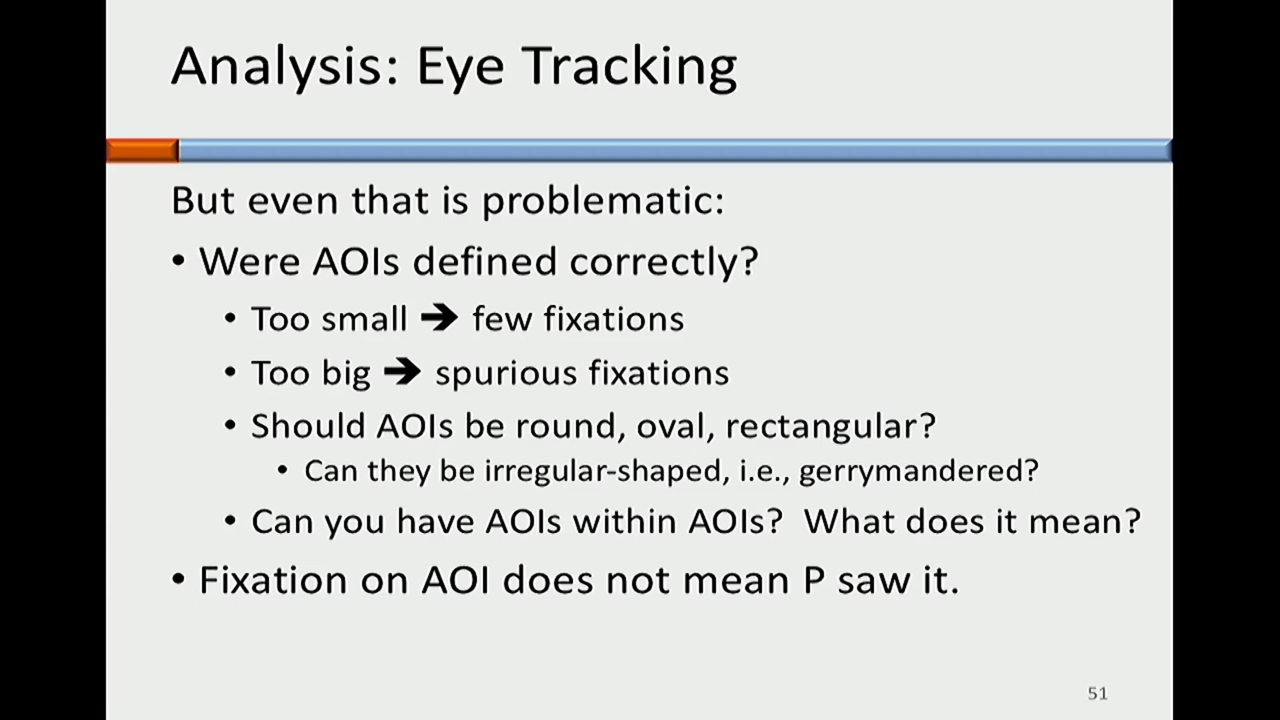 Analysis: Eye Tracking
But even that is problematic:
• Were AOIs defined correctly?
• Too small ➔ few fixations
• Too big ➔ spurious fixations
• Should AOIs be round, oval, rectangular?
• Can they be irregular-shaped, i.e., gerrymandered?
• Can you have AOIs within AOIs?  What does it mean?
• Fixation on AOI does not mean P saw it.
51